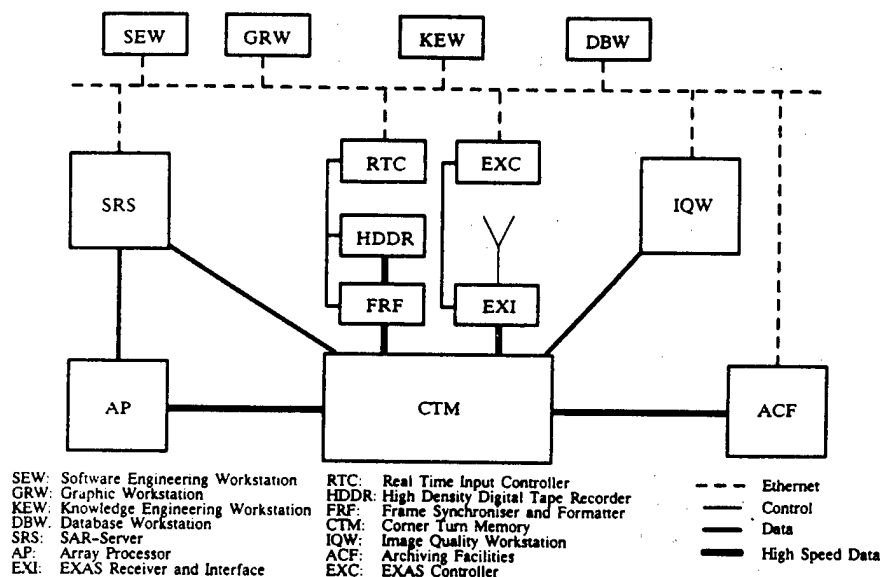 SEW GRW KEW DBW
RTC EXC
SRS IQW
HDDR
FRF EXI
AP CTM ACF
SEW: Software Engineering Workstation
GRW: Graphic Workstation
KEW: Knowledge Engineering Workstation
DBW. Database Workstation
SRS: SAR-Server
AP: Array Processor
EXI: EXAS Receiver and Interface
RTC: Real Time Input Controller
HDDR: High Density Digital Tape Recorder
FRF: Frame Synchroniser and Formatter
CTM: Corner Turn Memory
IQW: Image Quality Workstation
ACF: Archiving Facilities
EXC: EXAS Controller
Ethernet
Control
Data
High Speed Data